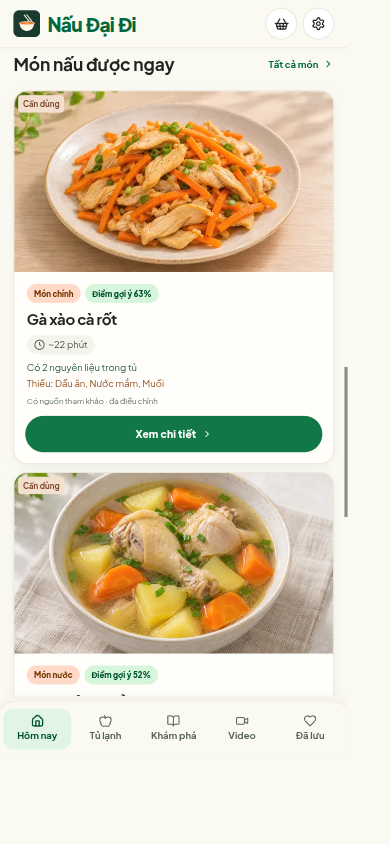 Nấu Đại Đi
Món nấu được ngay
Tất cả món
Cần dùng
Món chính
Điểm gợi ý 63%
Gà xào cà rốt
~22 phút
Có 2 nguyên liệu trong tủ
Thiếu: Dầu ăn, Nước mắm, Muối
Có nguồn tham khảo · đã điều chỉnh
Xem chi tiết
Cần dùng
Món nước
Điểm gợi ý 52%
Hôm nay
Tủ lạnh
Khám phá
Video
Đã lưu